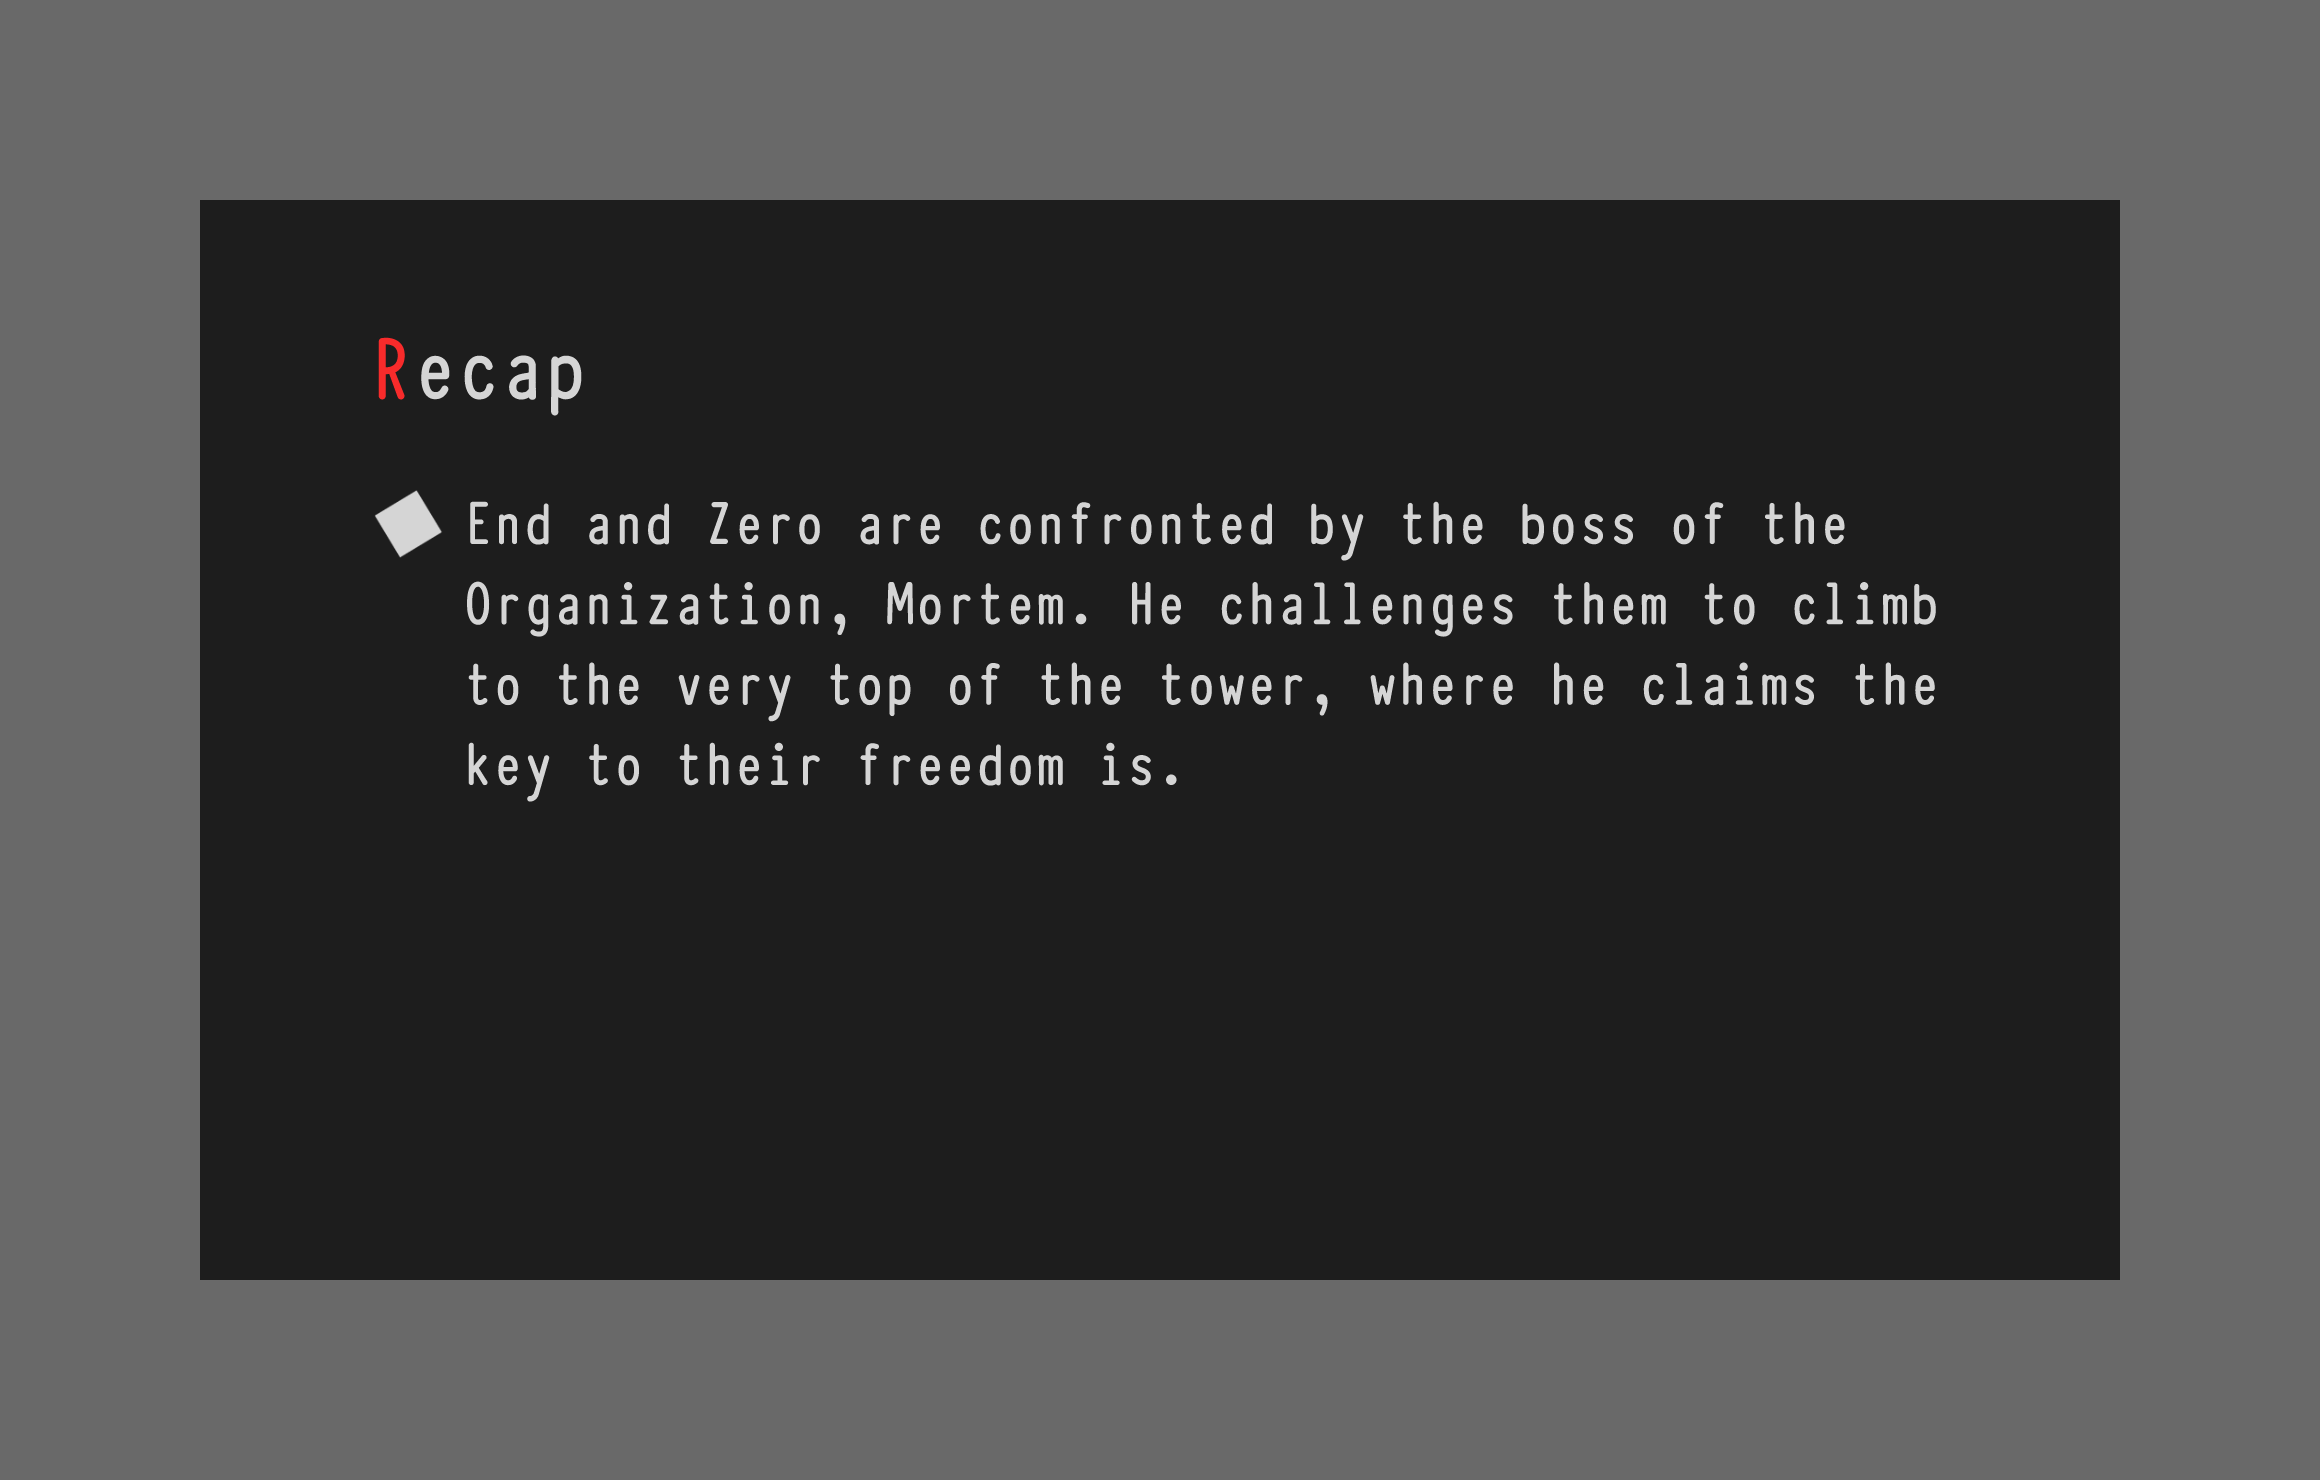 Recap
End and Zero are confronted by the boss of the
Organization, Mortem. He challenges them to climb
to the very top of the tower, where he claims the
key to their freedom is.